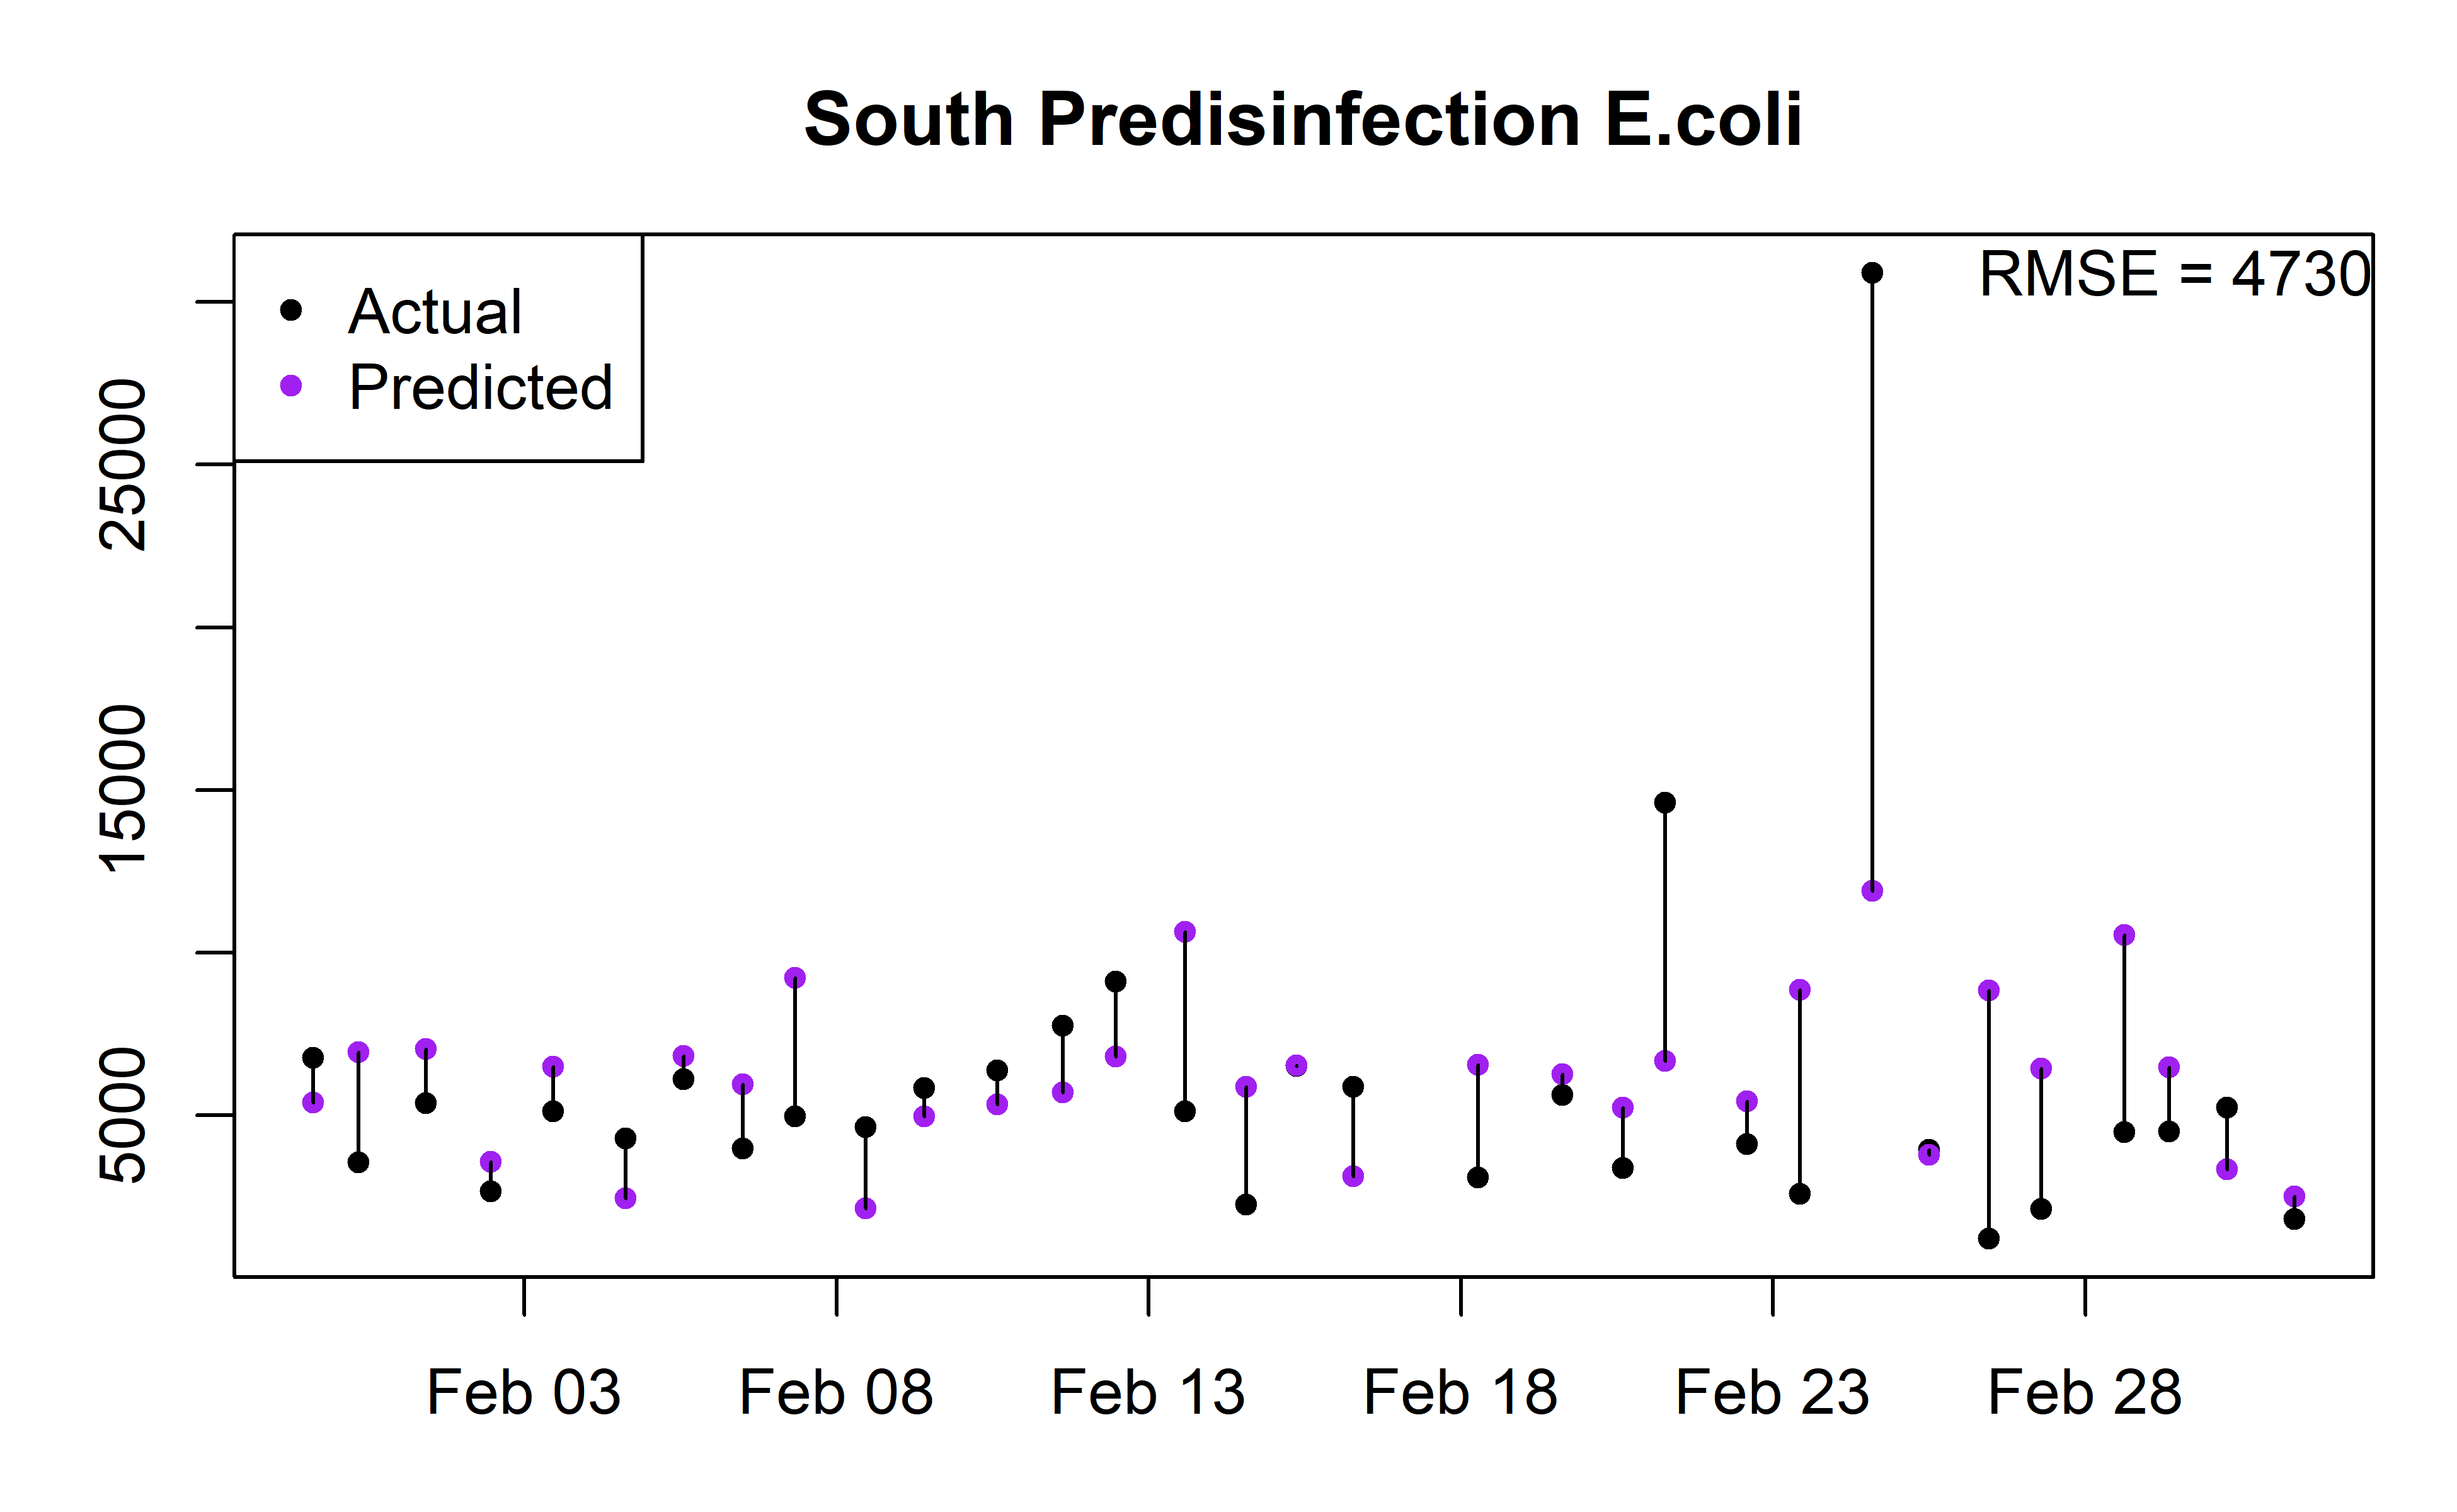 South Predisinfection E.coli
RMSE = 4730
Actual
Predicted
25000
15000
5000
Feb 03
Feb 08
Feb 13
Feb 18
Feb 23
Feb 28